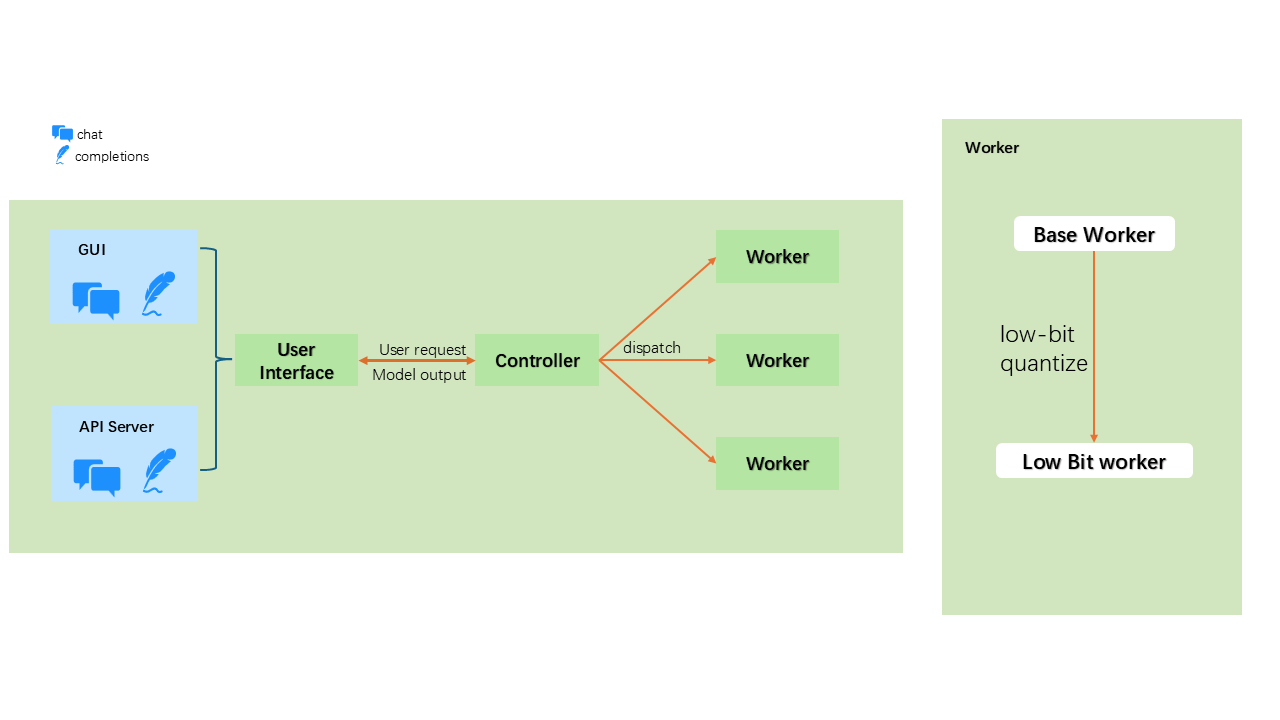 chat
completions
GUI
API Server
User
Interface
User request
Model output
Controller
dispatch
Worker
Worker
Worker
Worker
Base Worker
low-bit
quantize
Low Bit worker